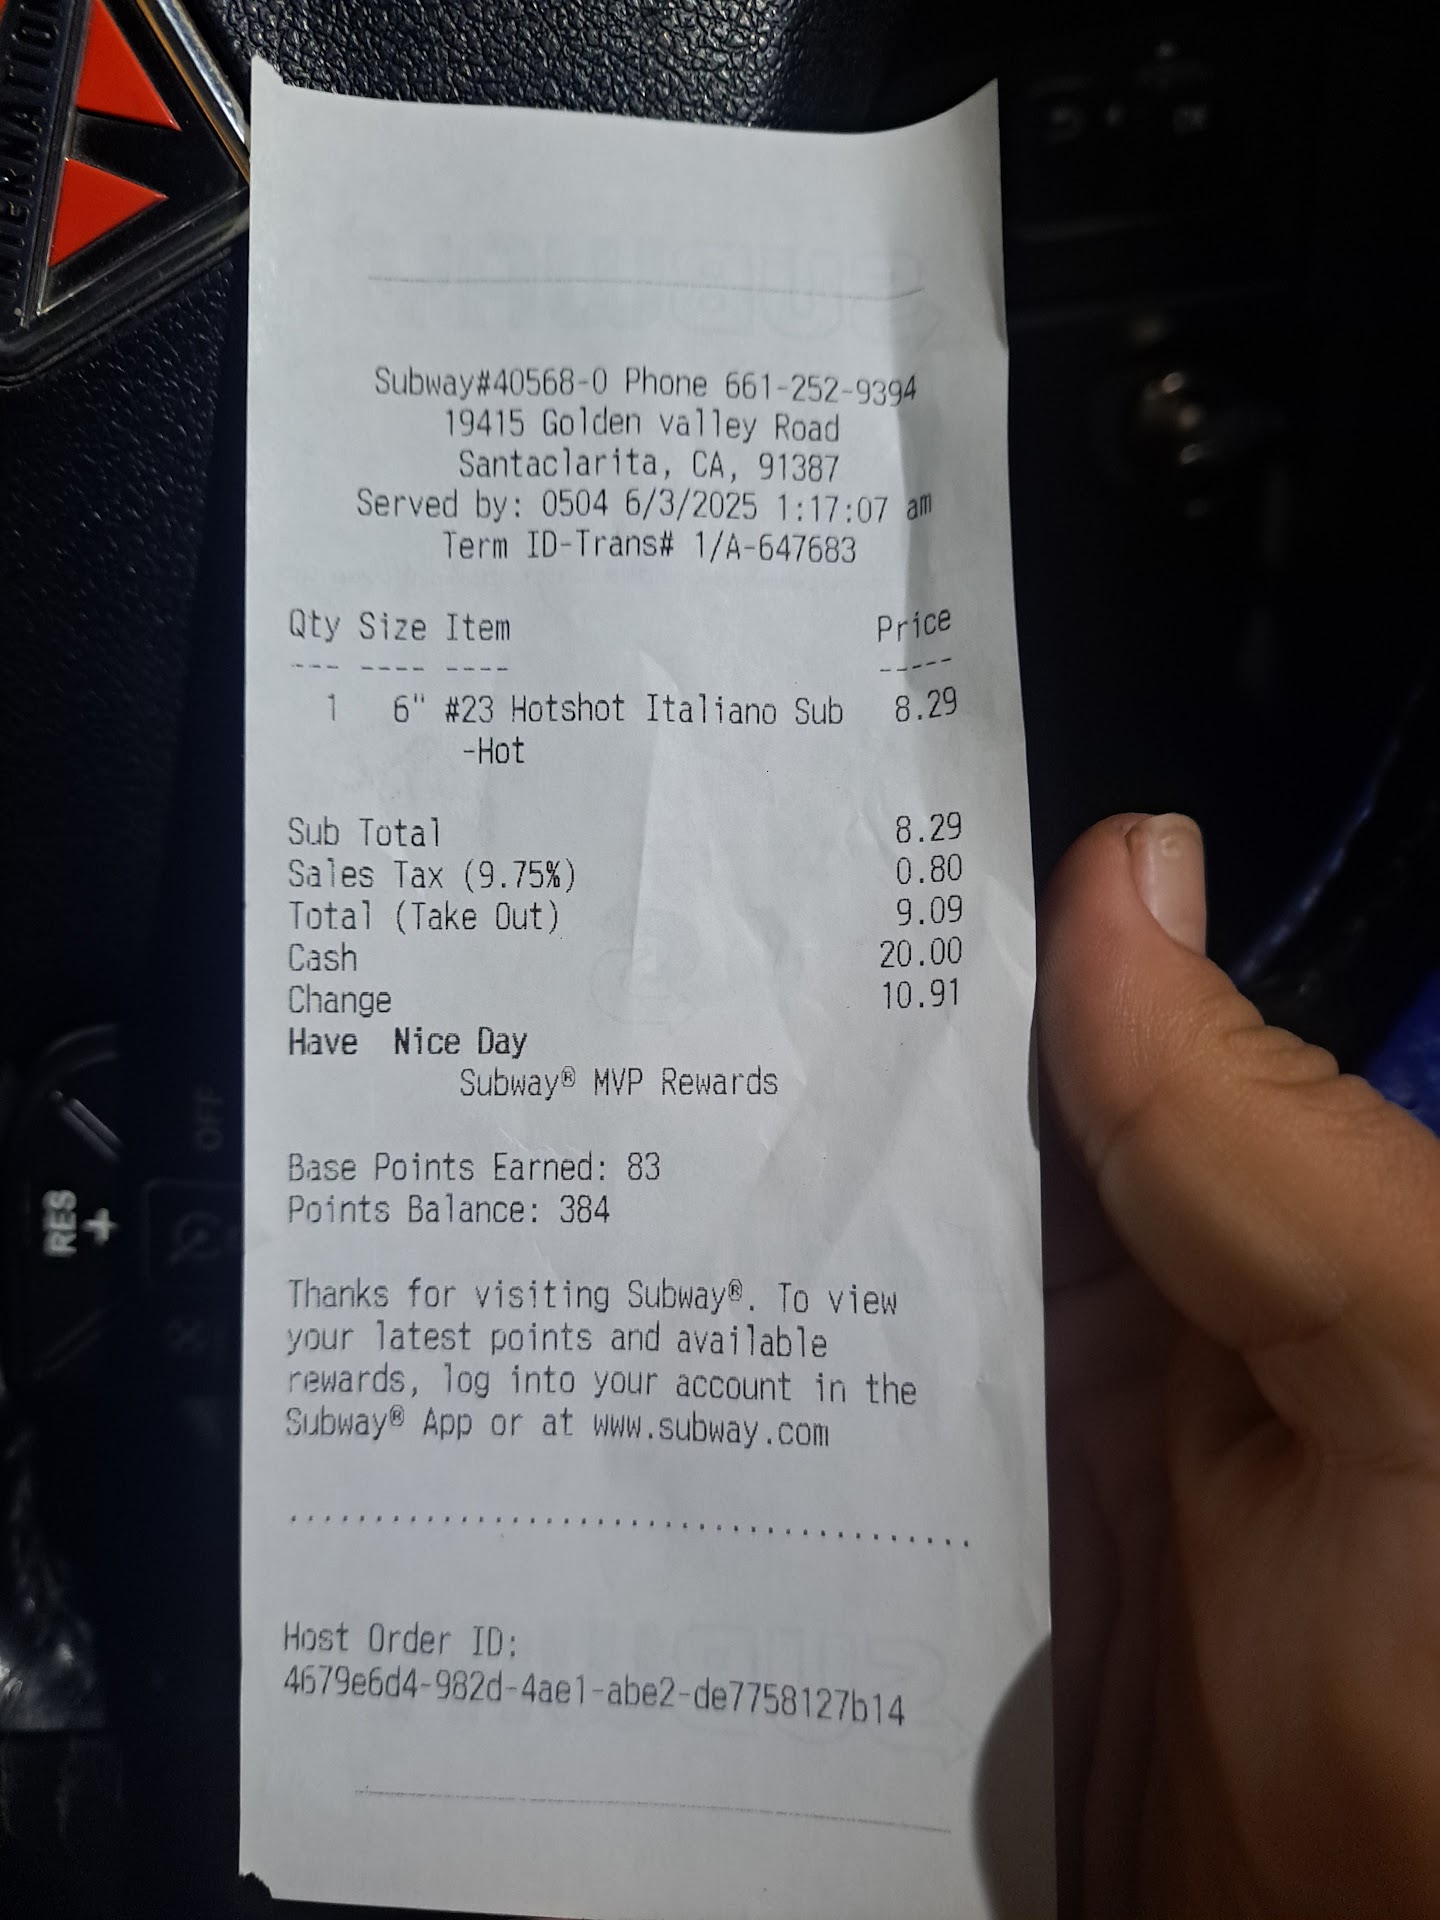 INTERNATIO
Subway#40568-0 Phone 661-252-9394
19415 Golden valley Road
Santaclarita, CA, 91387
Served by: 0504 6/3/2025 1:17:07 am
Term ID-Trans# 1/A-647683
Qty Size Item Price
--- ---- ---- -----
1 6" #23 Hotshot Italiano Sub 8.29
-Hot
Sub Total 8.29
Sales Tax (9.75%) 0.80
Total (Take Out) 9.09
Cash 20.00
Change 10.91
Have Nice Day
Subway® MVP Rewards
Base Points Earned: 83
Points Balance: 384
Thanks for visiting Subway®. To view
your latest points and available
rewards, log into your account in the
Subway® App or at www.subway.com
.........................................
Host Order ID:
4679e6d4-982d-4ae1-abe2-de7758127b14
OFF
RES
+
OK